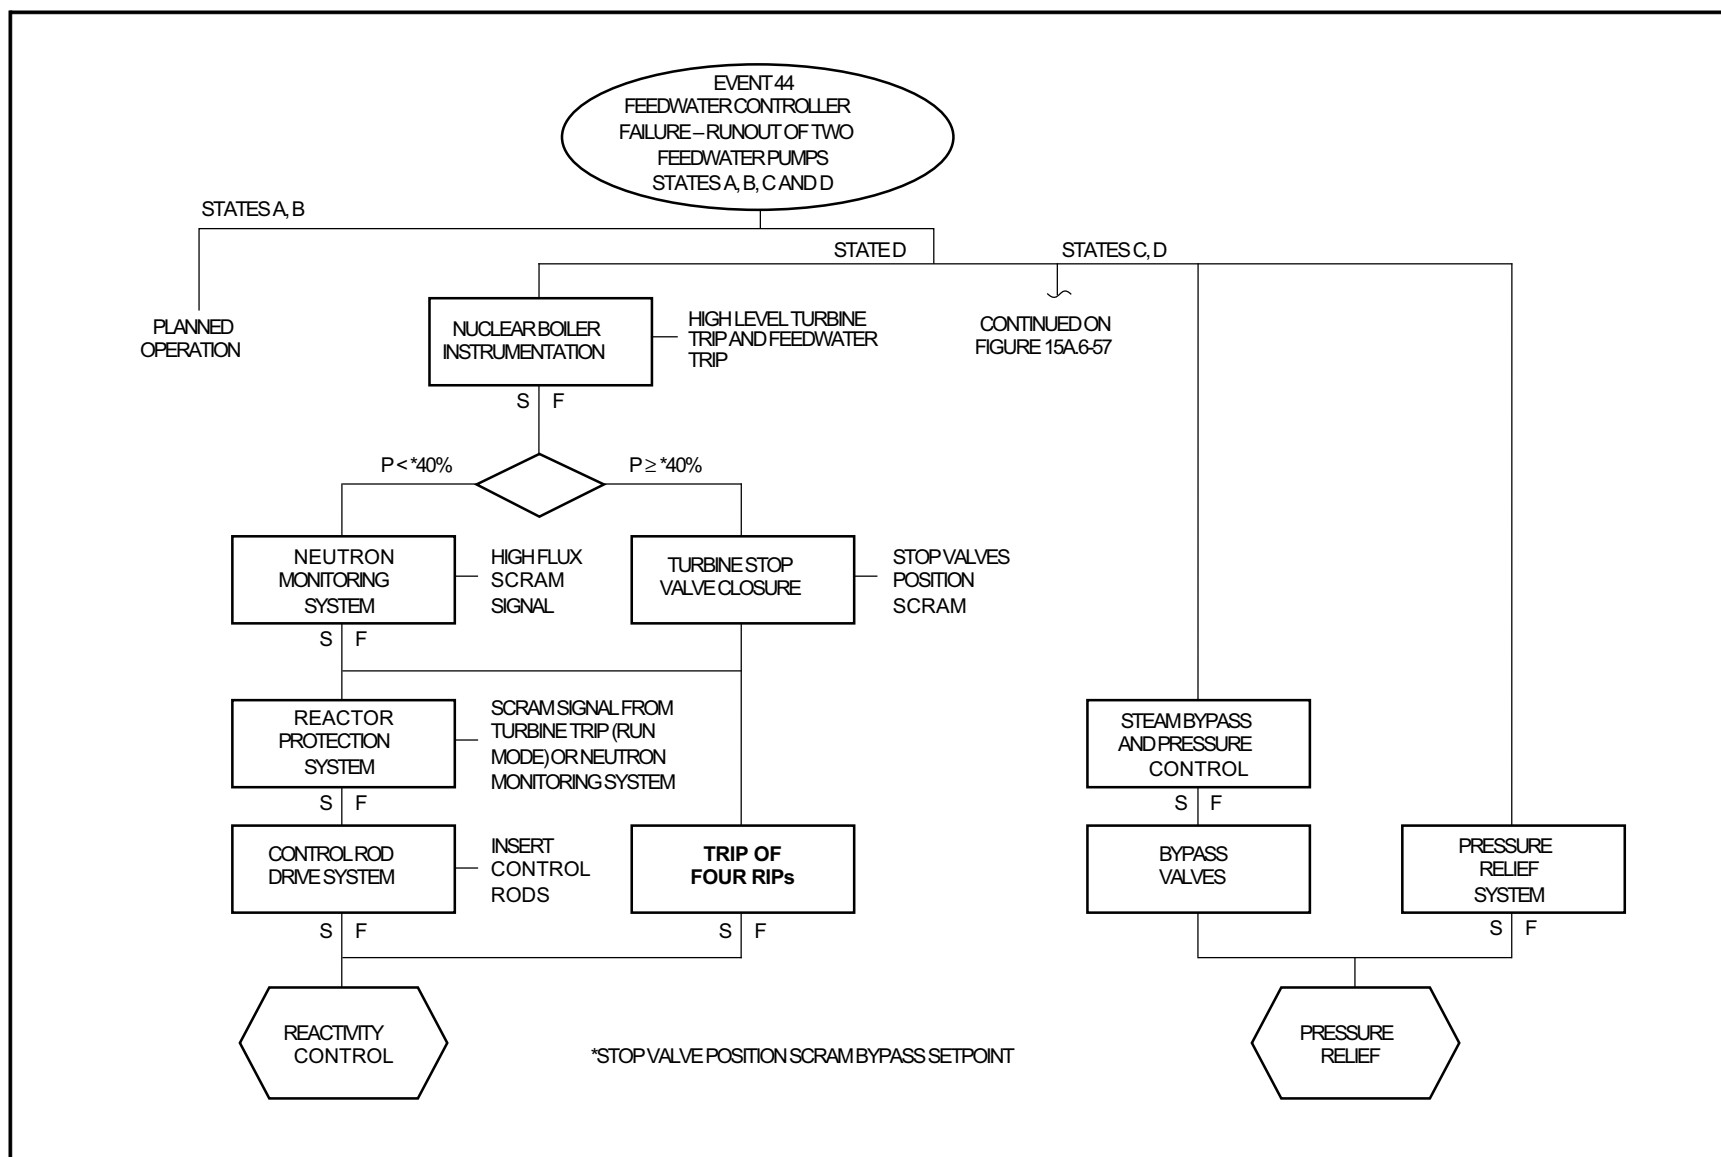 EVENT 44
FEEDWATER CONTROLLER
FAILURE – RUNOUT OF TWO
FEEDWATER PUMPS
STATES A, B, C AND D
STATES A, B
STATE D
STATES C, D
PLANNED
OPERATION
NUCLEAR BOILER
INSTRUMENTATION
HIGH LEVEL TURBINE
TRIP AND FEEDWATER
TRIP
CONTINUED ON
FIGURE 15A.6-57
S F
P < *40%
P ≥ *40%
NEUTRON
MONITORING
SYSTEM
HIGH FLUX
SCRAM
SIGNAL
TURBINE STOP
VALVE CLOSURE
STOP VALVES
POSITION
SCRAM
S F
REACTOR
PROTECTION
SYSTEM
SCRAM SIGNAL FROM
TURBINE TRIP (RUN
MODE) OR NEUTRON
MONITORING SYSTEM
STEAM BYPASS
AND PRESSURE
CONTROL
S F
S F
CONTROL ROD
DRIVE SYSTEM
INSERT
CONTROL
RODS
TRIP OF
FOUR RIPs
BYPASS
VALVES
PRESSURE
RELIEF
SYSTEM
S F
S F
S F
REACTIVITY
CONTROL
*STOP VALVE POSITION SCRAM BYPASS SETPOINT
PRESSURE
RELIEF